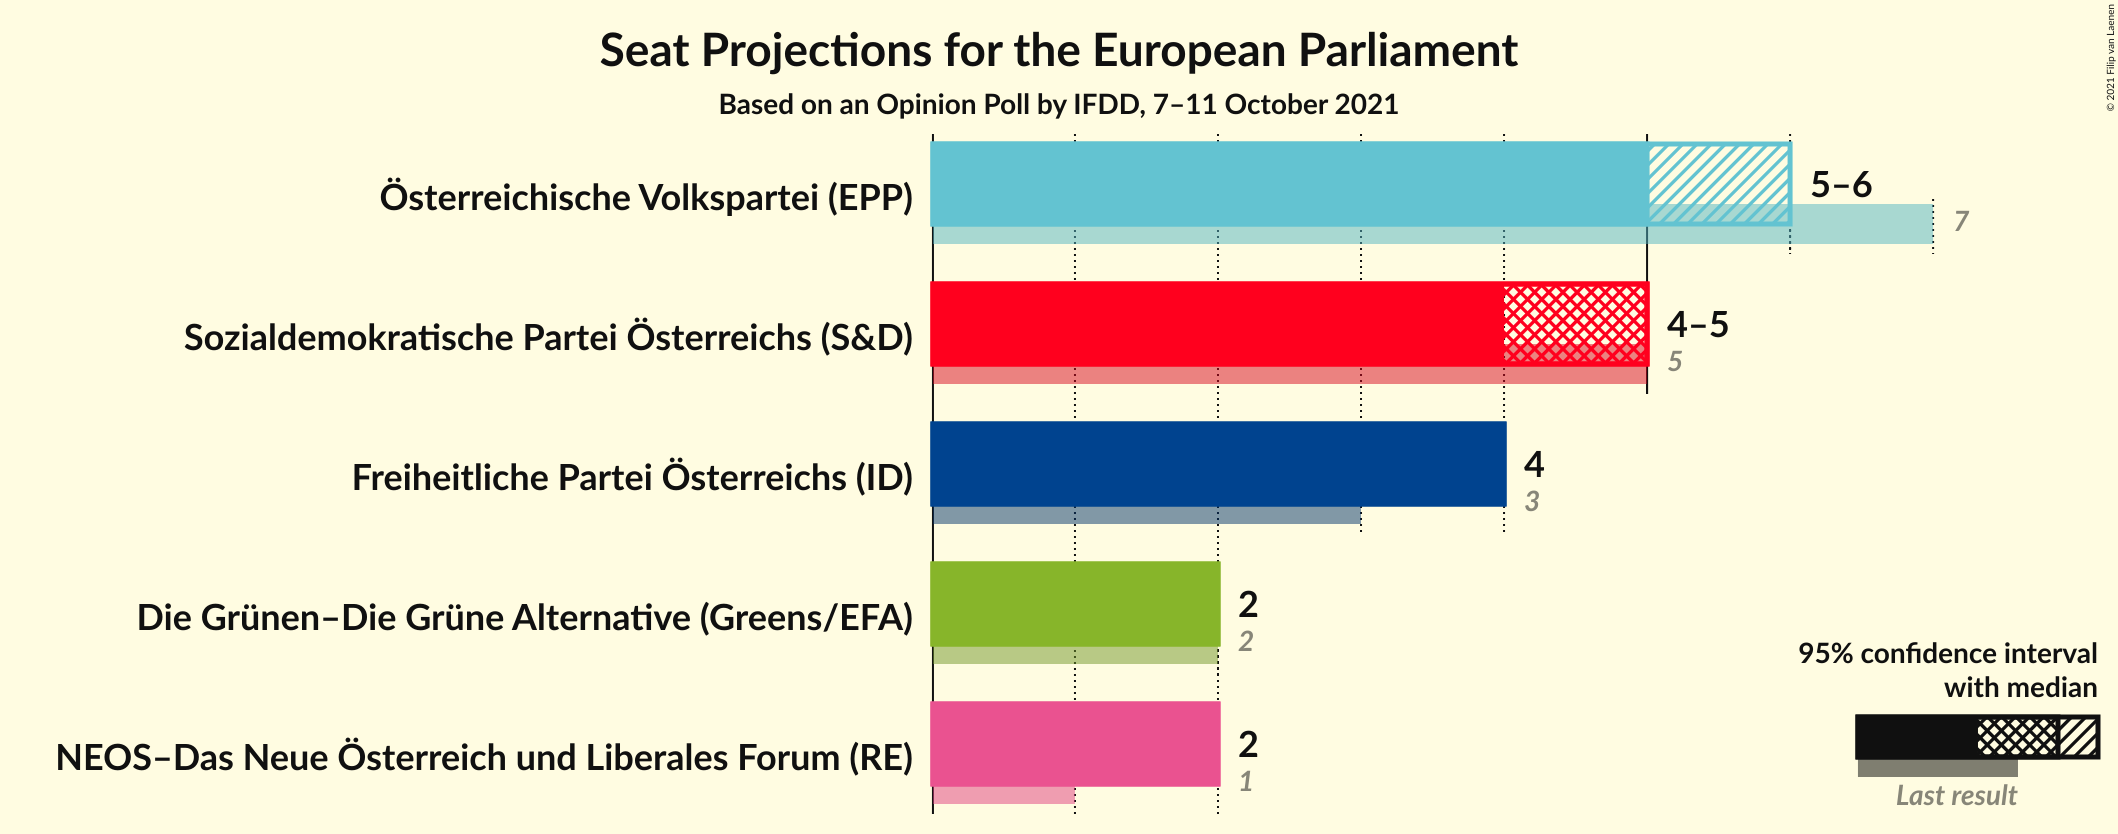 Seat Projections for the European Parliament
Based on an Opinion Poll by IFDD, 7–11 October 2021
© 2021 Filip van Laenen
Österreichische Volkspartei (EPP)
5–6
7
Sozialdemokratische Partei Österreichs (S&D)
4–5
5
Freiheitliche Partei Österreichs (ID)
4
3
Die Grünen–Die Grüne Alternative (Greens/EFA)
2
2
NEOS–Das Neue Österreich und Liberales Forum (RE)
2
1
95% confidence interval
with median
Last result